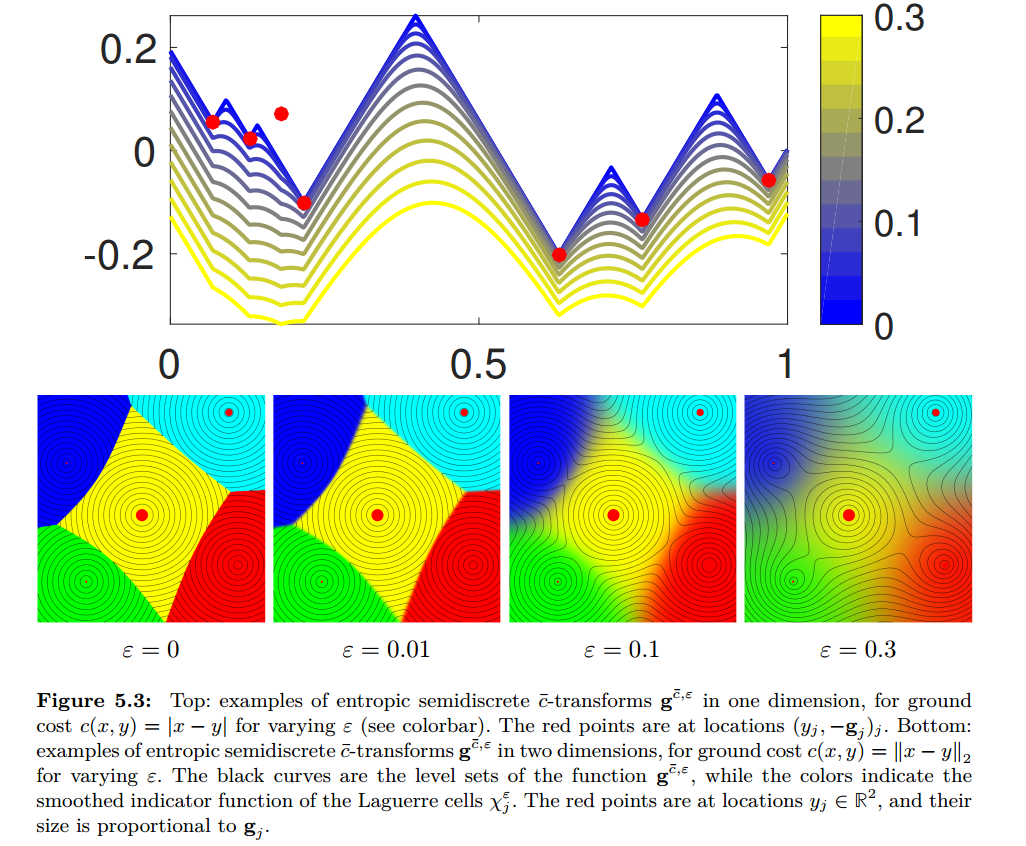 0.2
0
-0.2
0
0.5
1
0.3
0.2
0.1
0
ε = 0
ε = 0.01
ε = 0.1
ε = 0.3
Figure 5.3: Top: examples of entropic semidiscrete c̄-transforms g^{c̄,ε} in one dimension, for ground
cost c(x, y) = |x − y| for varying ε (see colorbar). The red points are at locations (y_j, −g_j)_j. Bottom:
examples of entropic semidiscrete c̄-transforms g^{c̄,ε} in two dimensions, for ground cost c(x, y) = ‖x − y‖₂
for varying ε. The black curves are the level sets of the function g^{c̄,ε}, while the colors indicate the
smoothed indicator function of the Laguerre cells χ_j^ε. The red points are at locations y_j ∈ ℝ², and their
size is proportional to g_j.